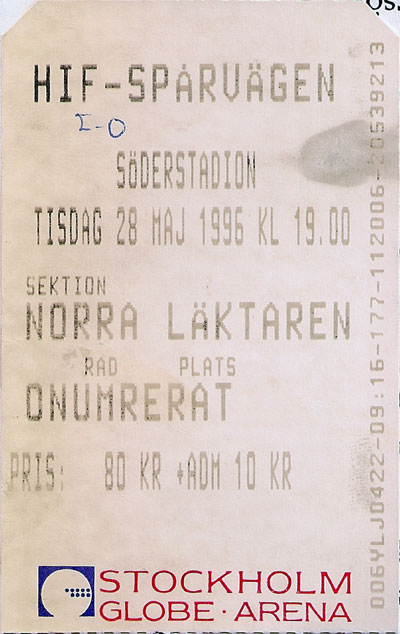 HIF-SPÅRVÄGEN
I-0
SÖDERSTADION
TISDAG 28 MAJ 1996 KL 19.00
SEKTION
NORRA LÄKTAREN
RAD PLATS
ONUMRERAT
PRIS: 80 KR +ADM 10 KR
STOCKHOLM
GLOBE·ARENA
006YLJ0422-09:16-177-112006-20539213